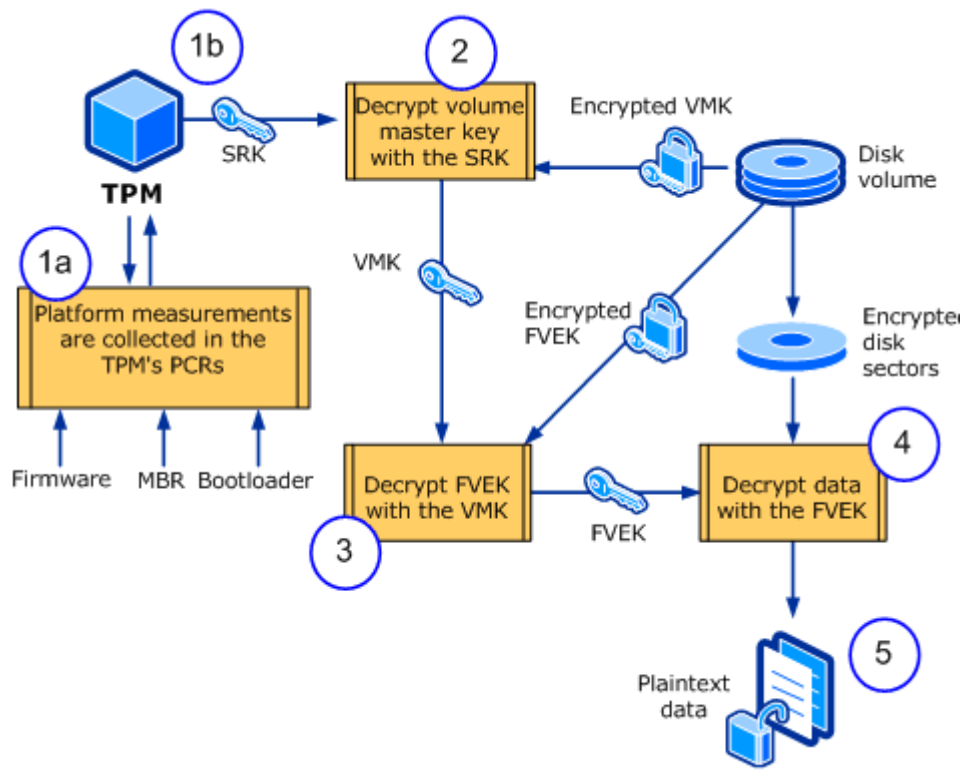 1b
2
Decrypt volume
master key
with the SRK
Encrypted VMK
SRK
Disk
volume
TPM
1a
VMK
Platform measurements
are collected in the
TPM's PCRs
Encrypted
FVEK
Encrypted
disk
sectors
Firmware
MBR
Bootloader
4
Decrypt FVEK
with the VMK
Decrypt data
with the FVEK
3
FVEK
5
Plaintext
data